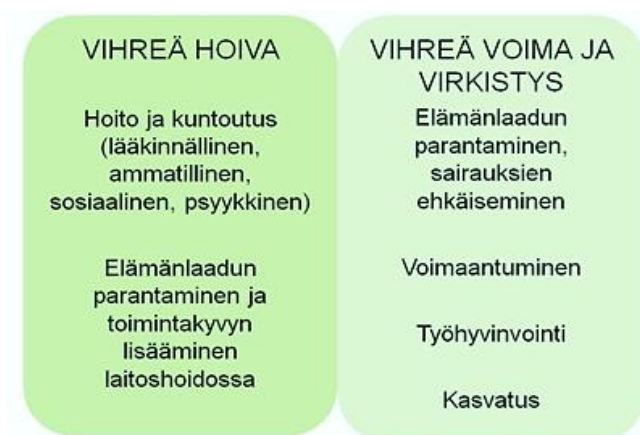 VIHREÄ HOIVA
Hoito ja kuntoutus
(lääkinnällinen,
ammatillinen,
sosiaalinen, psyykkinen)
Elämänlaadun
parantaminen ja
toimintakyvyn
lisääminen
laitoshoidossa
VIHREÄ VOIMA JA
VIRKISTYS
Elämänlaadun
parantaminen,
sairauksien
ehkäiseminen
Voimaantuminen
Työhyvinvointi
Kasvatus